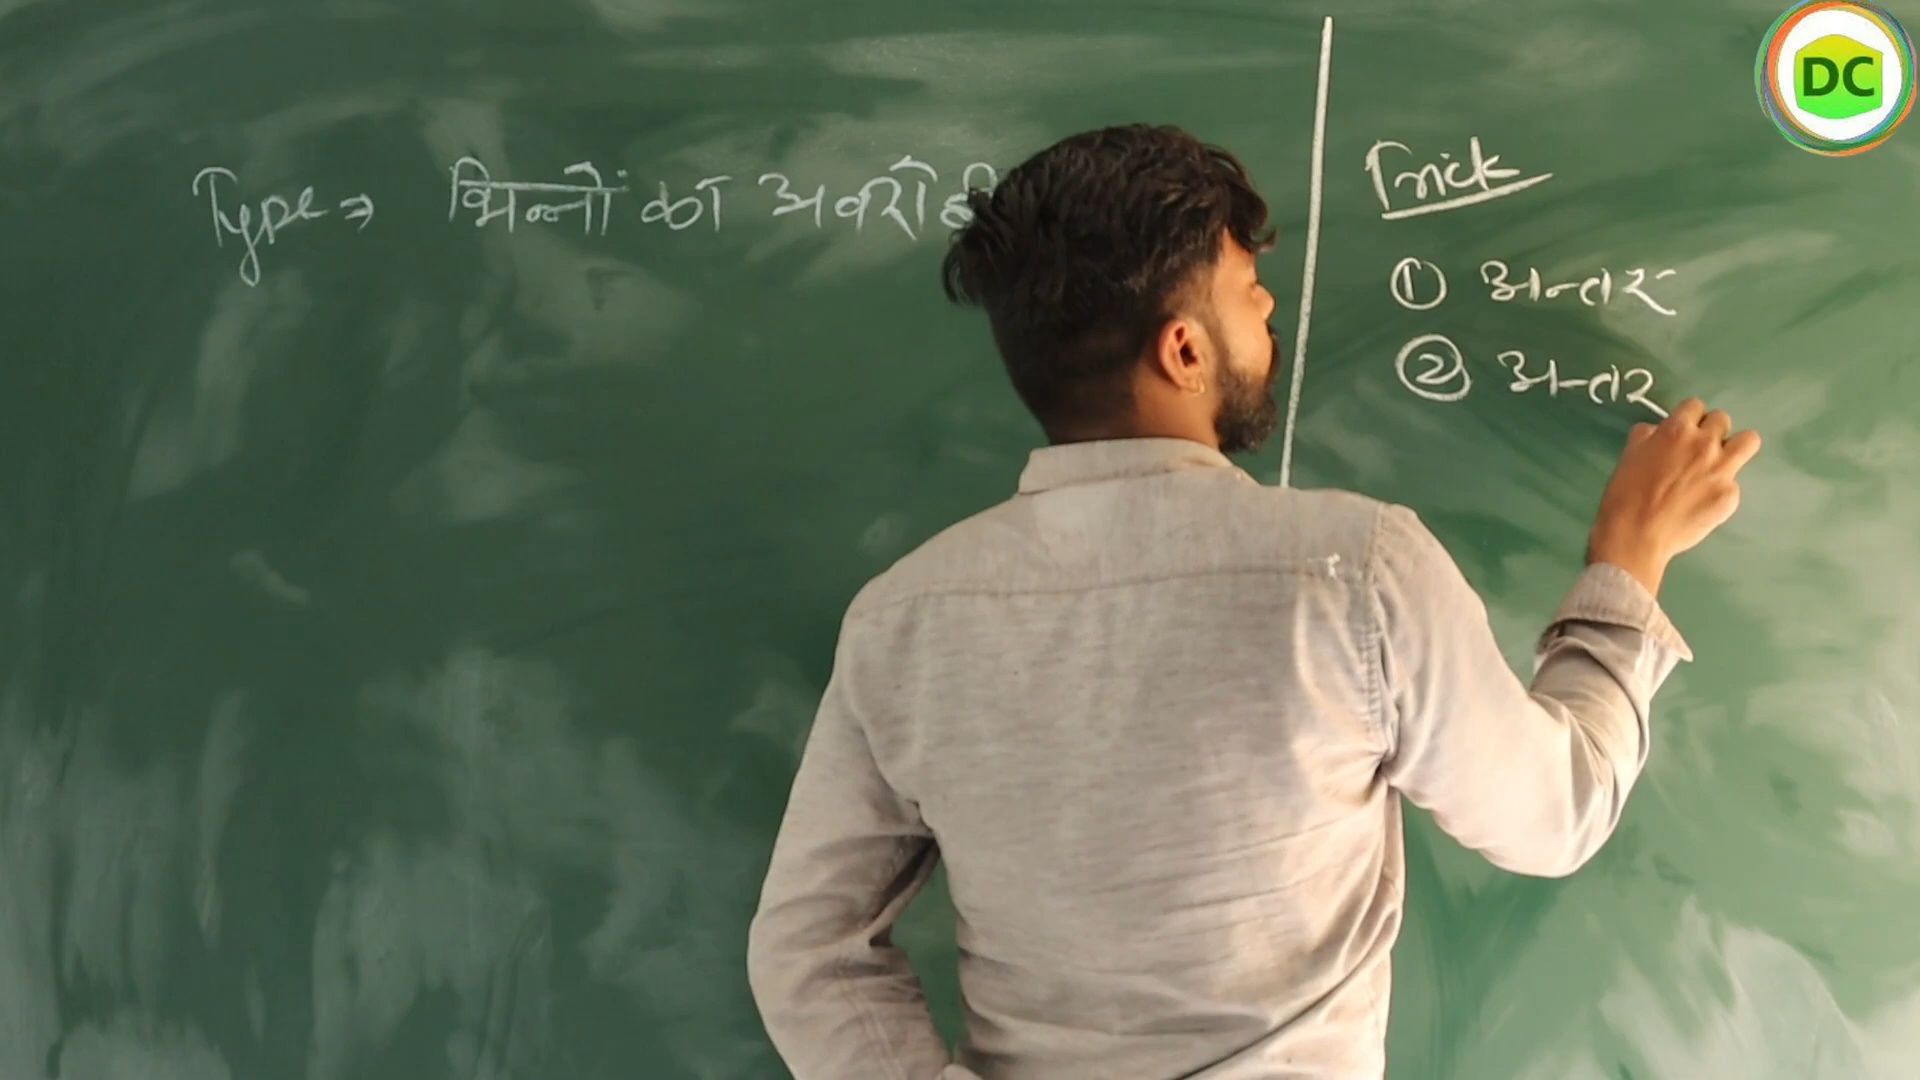 Type → भिन्नों का अवरोही
Trick
① अन्तर
② अन्तर
DC